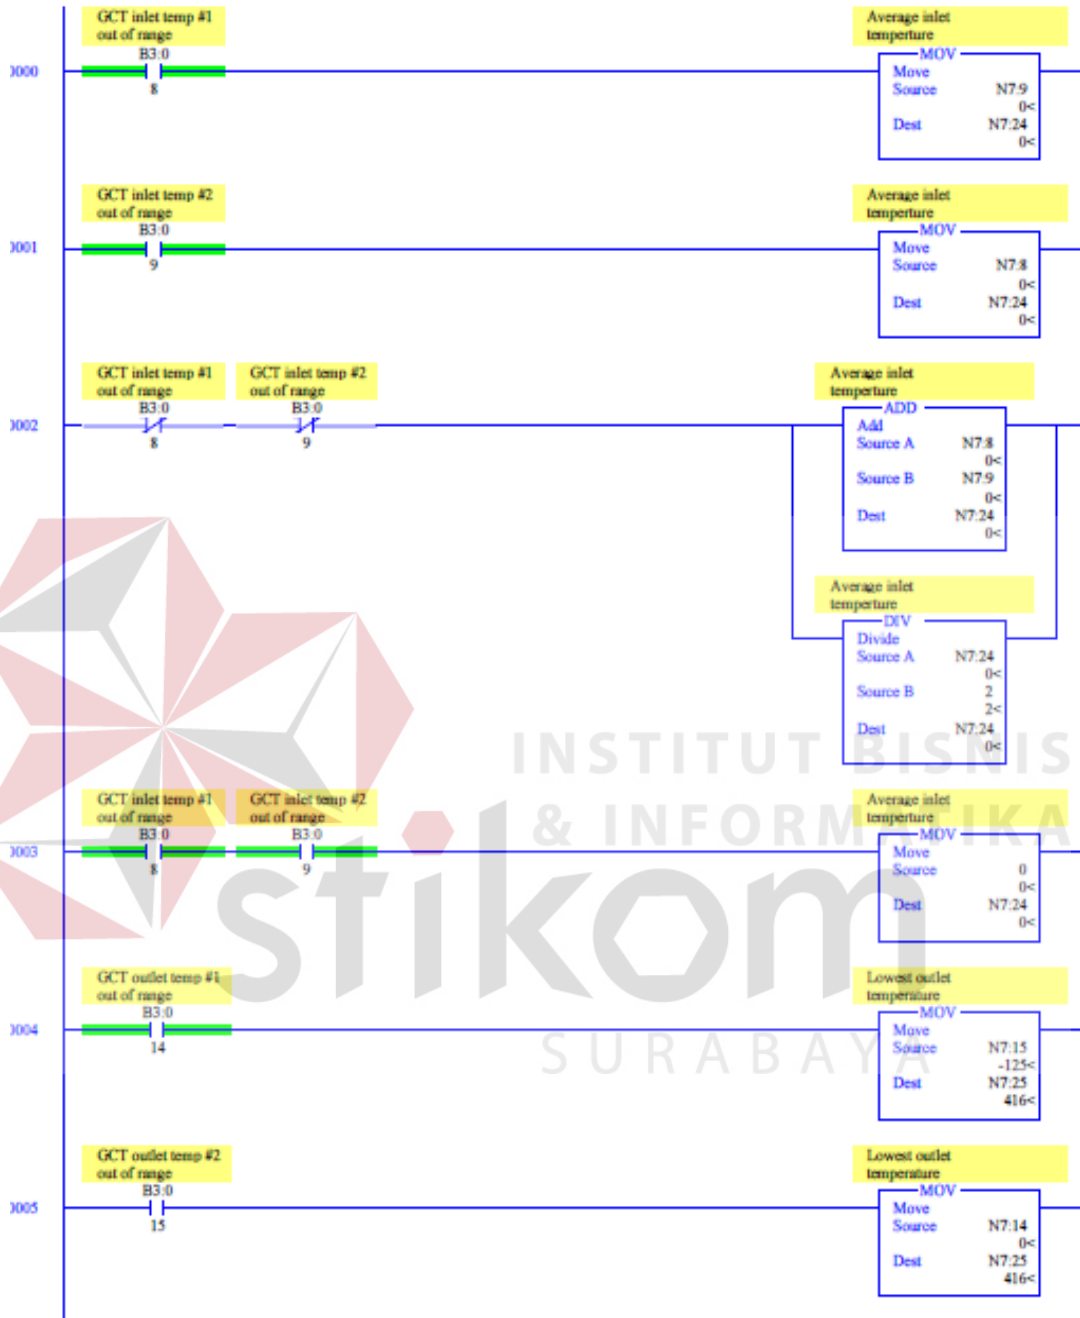 GCT inlet temp #1
out of range
B3:0
8
Average inlet
temperture
0000
MOV
Move
Source N7:9
0<
Dest N7:24
0<
GCT inlet temp #2
out of range
B3:0
9
Average inlet
temperture
0001
MOV
Move
Source N7:8
0<
Dest N7:24
0<
GCT inlet temp #1
out of range
B3:0
8
GCT inlet temp #2
out of range
B3:0
9
Average inlet
temperture
0002
ADD
Add
Source A N7:8
0<
Source B N7:9
0<
Dest N7:24
0<
Average inlet
temperture
DIV
Divide
Source A N7:24
0<
Source B 2
2<
Dest N7:24
0<
INSTITUT BISNIS
& INFORMATIKA
stikom
SURABAYA
GCT inlet temp #1
out of range
B3:0
8
GCT inlet temp #2
out of range
B3:0
9
Average inlet
temperture
0003
MOV
Move
Source 0
0<
Dest N7:24
0<
GCT outlet temp #1
out of range
B3:0
14
Lowest outlet
temperature
0004
MOV
Move
Source N7:15
-125<
Dest N7:25
416<
GCT outlet temp #2
out of range
B3:0
15
Lowest outlet
temperature
0005
MOV
Move
Source N7:14
0<
Dest N7:25
416<